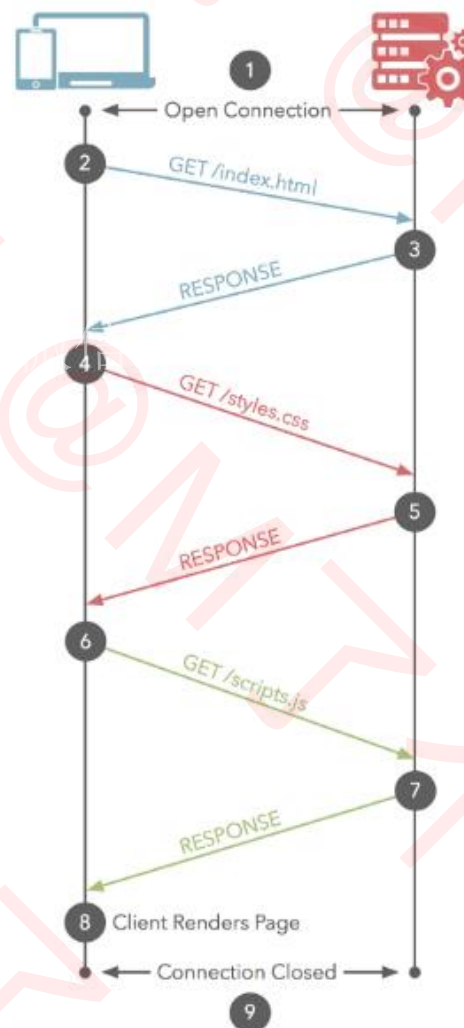 1
Open Connection
2
GET /index.html
3
RESPONSE
4
GET /styles.css
5
RESPONSE
6
GET /scripts.js
7
RESPONSE
8 Client Renders Page
Connection Closed
9